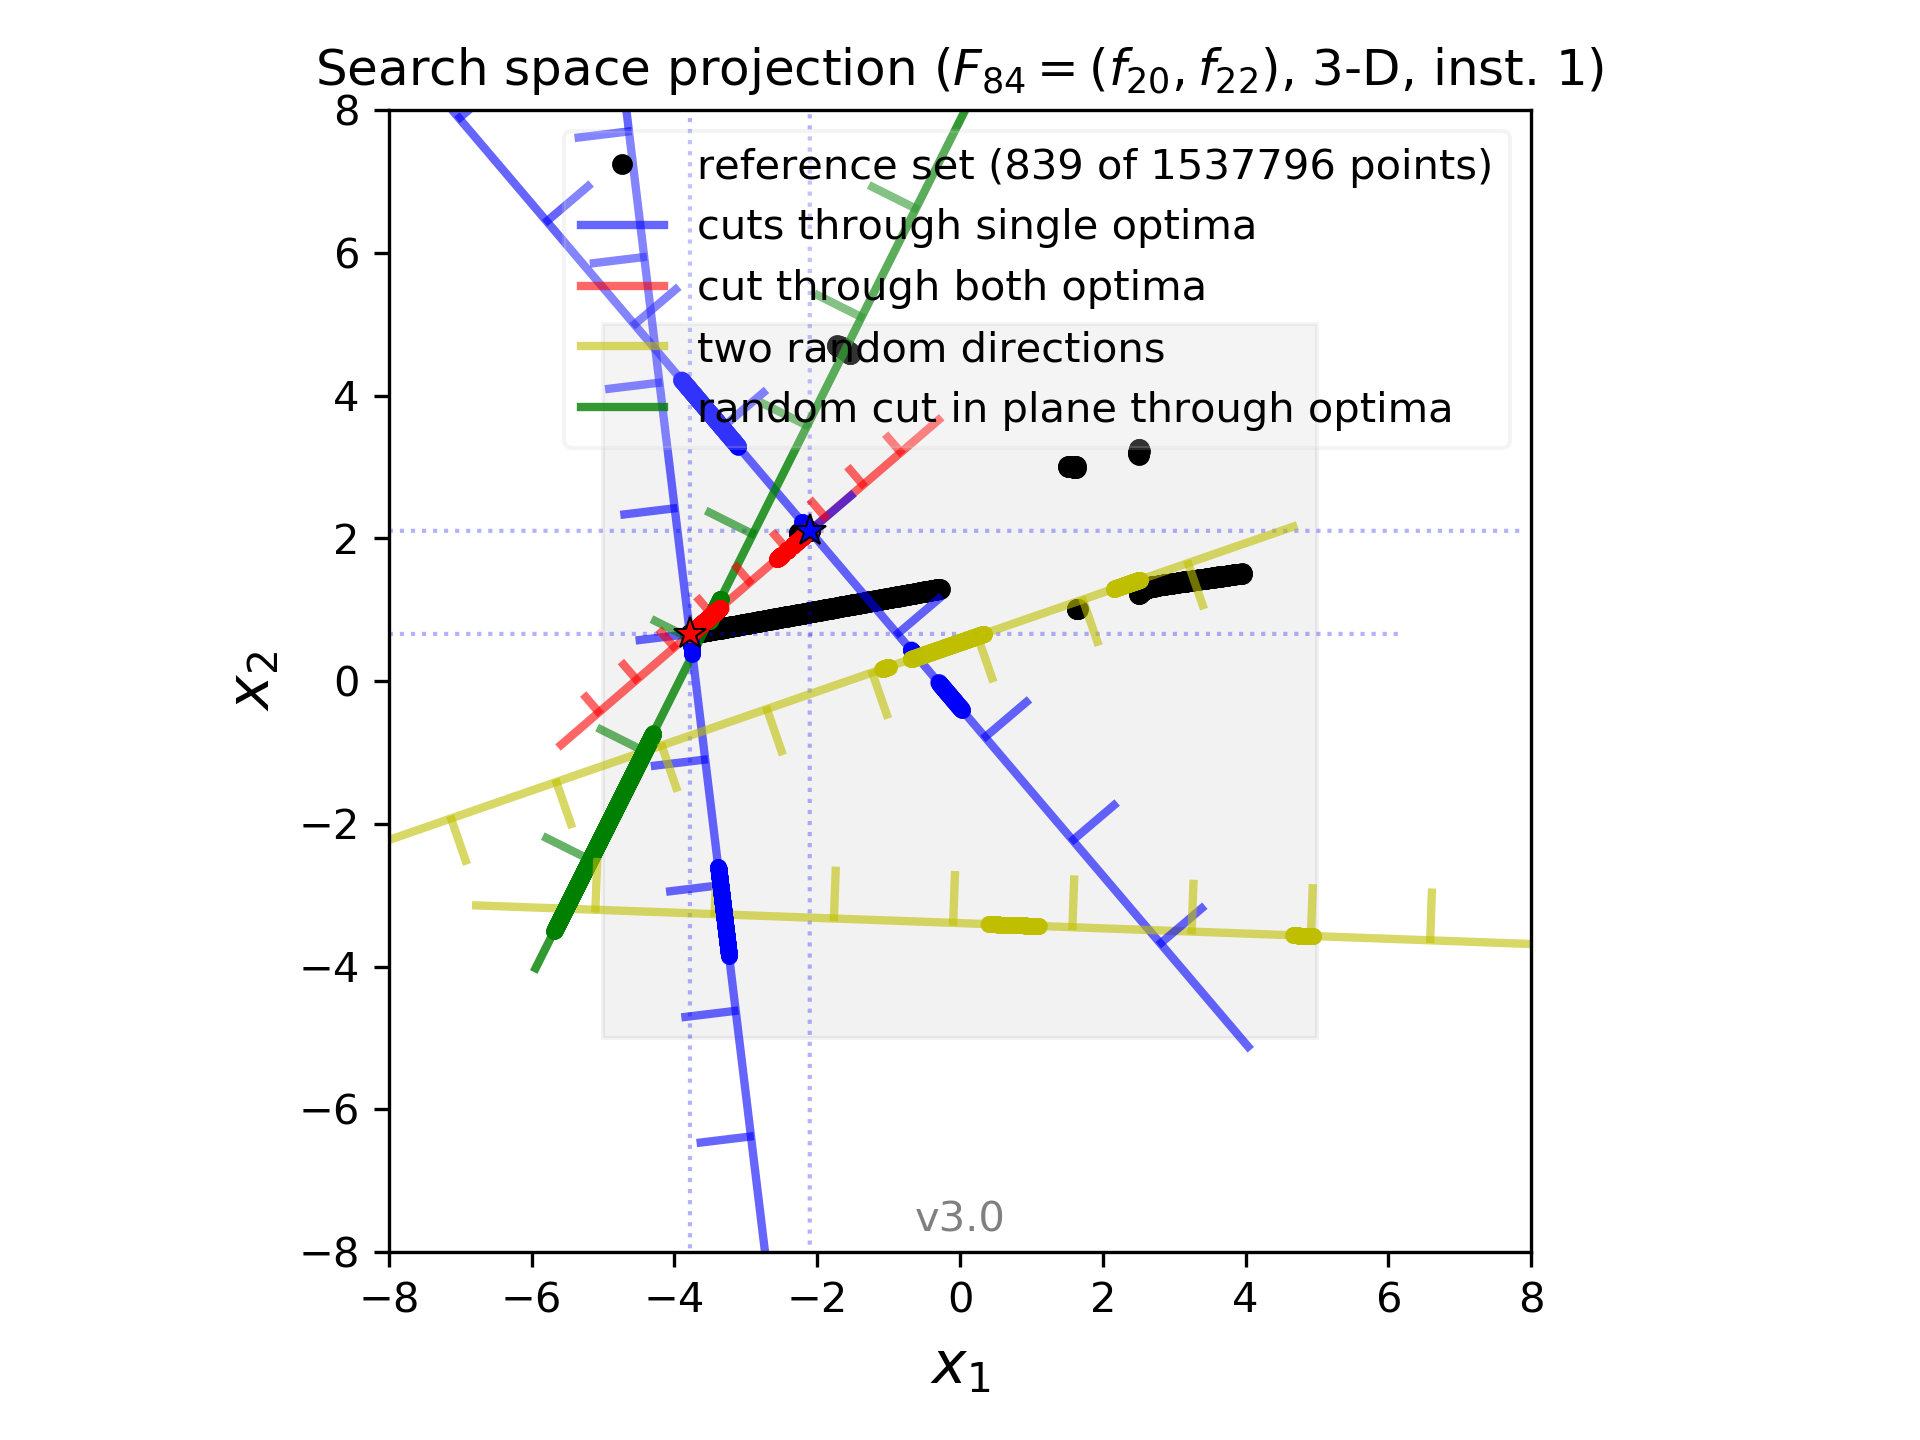 Search space projection (F84 = (f20, f22), 3-D, inst. 1)
reference set (839 of 1537796 points)
cuts through single optima
cut through both optima
two random directions
random cut in plane through optima
8
6
4
2
0
−2
−4
−6
−8
x2
v3.0
−8 −6 −4 −2 0 2 4 6 8
x1